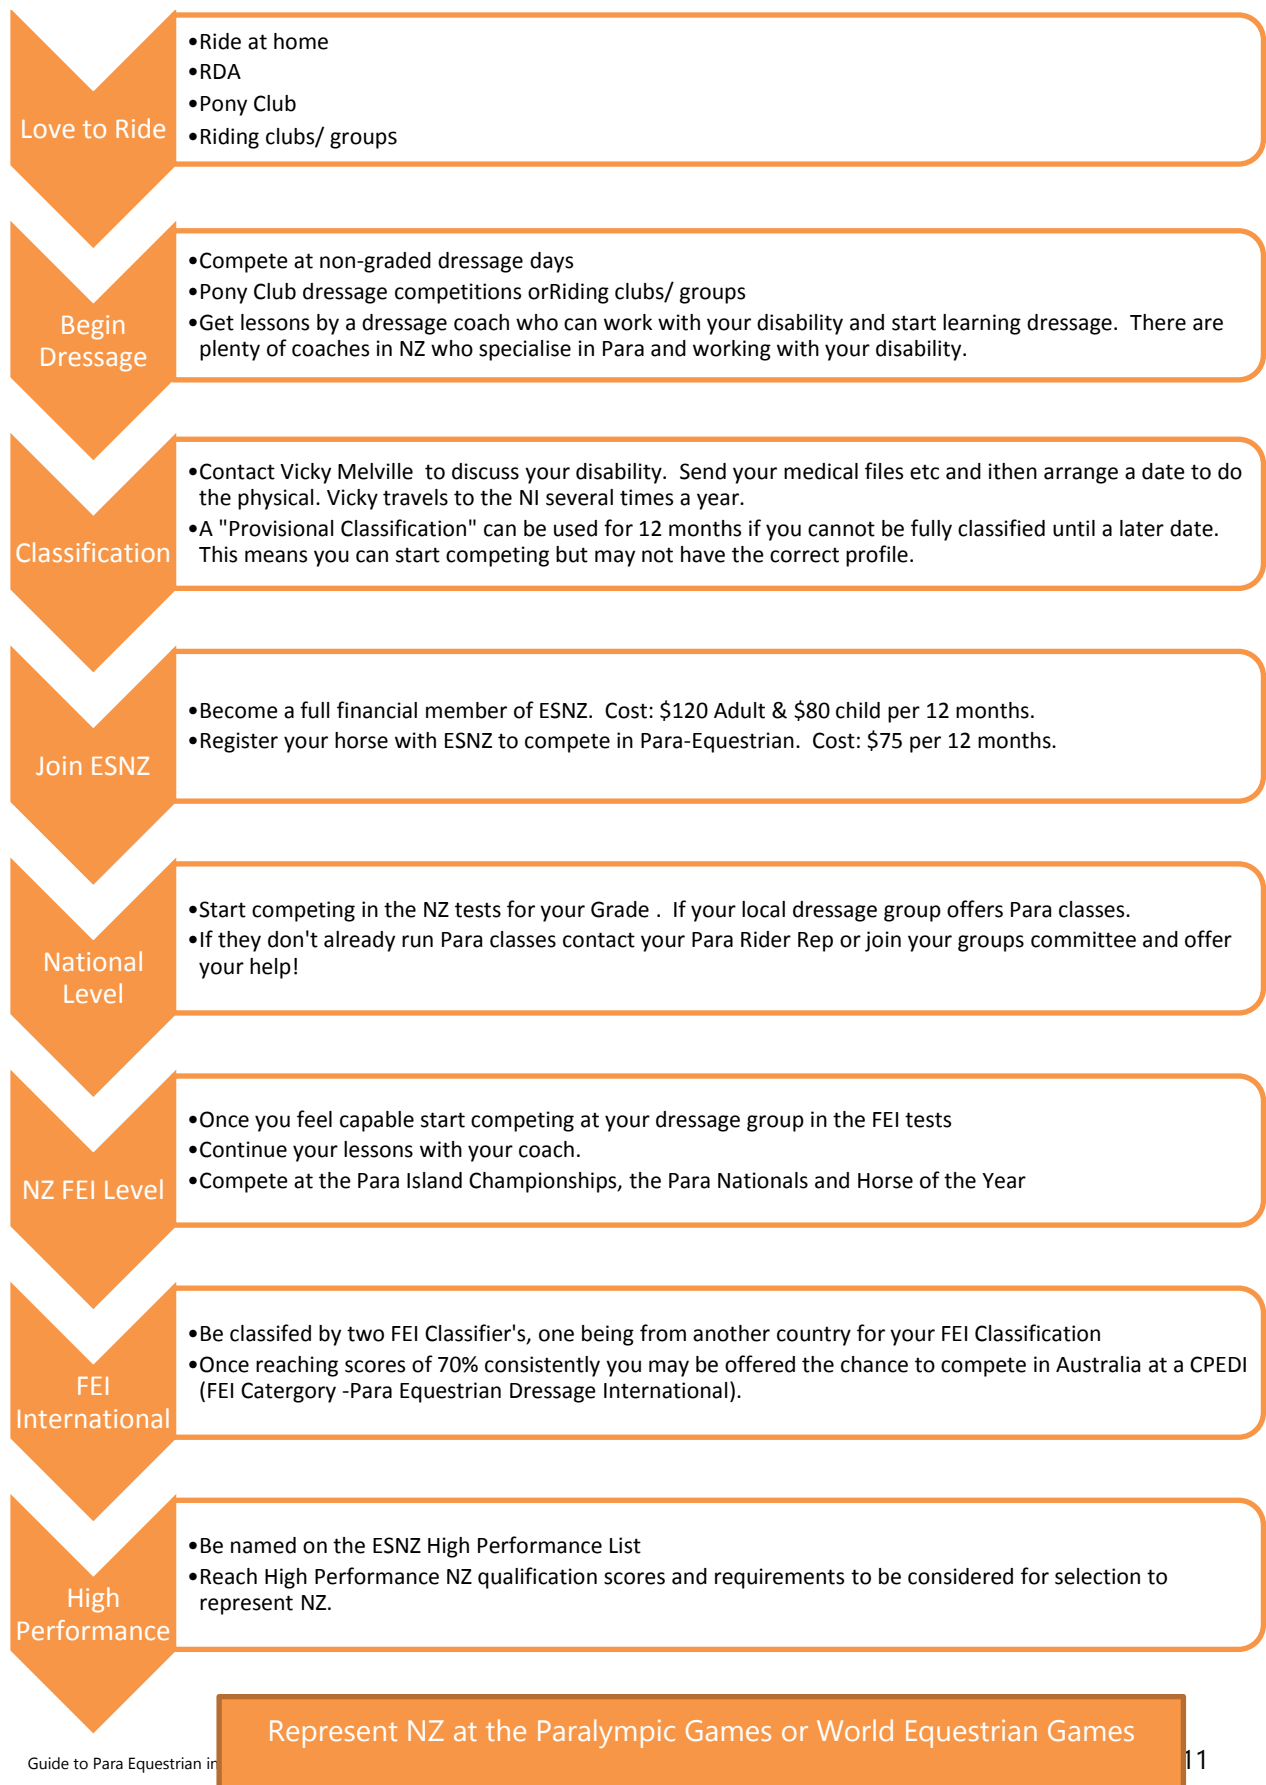 Love to Ride
•Ride at home
•RDA
•Pony Club
•Riding clubs/ groups
Begin
Dressage
•Compete at non-graded dressage days
•Pony Club dressage competitions orRiding clubs/ groups
•Get lessons by a dressage coach who can work with your disability and start learning dressage.  There are
plenty of coaches in NZ who specialise in Para and working with your disability.
Classification
•Contact Vicky Melville  to discuss your disability.  Send your medical files etc and ithen arrange a date to do
the physical. Vicky travels to the NI several times a year.
•A "Provisional Classification" can be used for 12 months if you cannot be fully classified until a later date.
This means you can start competing but may not have the correct profile.
Join ESNZ
•Become a full financial member of ESNZ.  Cost: $120 Adult & $80 child per 12 months.
•Register your horse with ESNZ to compete in Para-Equestrian.  Cost: $75 per 12 months.
National
Level
•Start competing in the NZ tests for your Grade .  If your local dressage group offers Para classes.
•If they don't already run Para classes contact your Para Rider Rep or join your groups committee and offer
your help!
NZ FEI Level
•Once you feel capable start competing at your dressage group in the FEI tests
•Continue your lessons with your coach.
•Compete at the Para Island Championships, the Para Nationals and Horse of the Year
FEI
International
•Be classifed by two FEI Classifier's, one being from another country for your FEI Classification
•Once reaching scores of 70% consistently you may be offered the chance to compete in Australia at a CPEDI
(FEI Catergory -Para Equestrian Dressage International).
High
Performance
•Be named on the ESNZ High Performance List
•Reach High Performance NZ qualification scores and requirements to be considered for selection to
represent NZ.
Represent NZ at the Paralympic Games or World Equestrian Games
Guide to Para Equestrian in
11